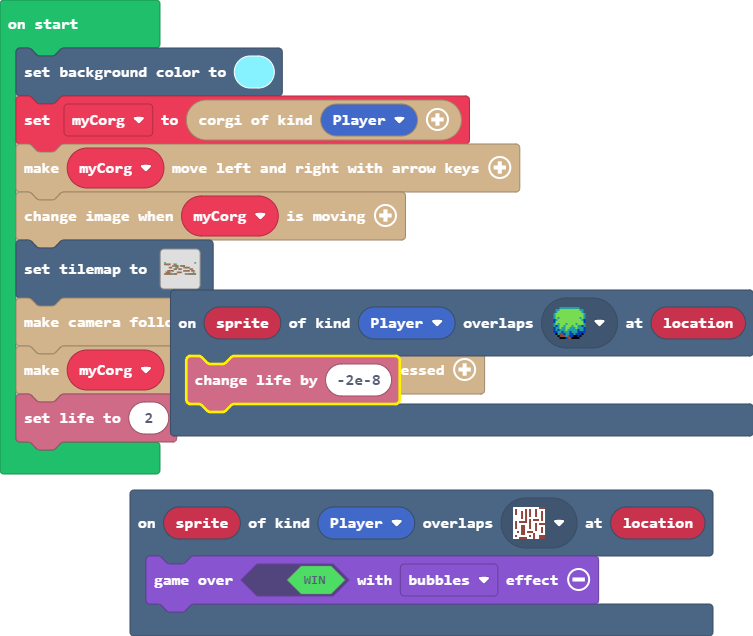 on start
set background color to
set myCorg to corgi of kind Player
make myCorg move left and right with arrow keys
change image when myCorg is moving
set tilemap to
make camera follo
on sprite of kind Player overlaps at location
make myCorg essed
change life by -2e-8
set life to 2
on sprite of kind Player overlaps at location
game over WIN with bubbles effect